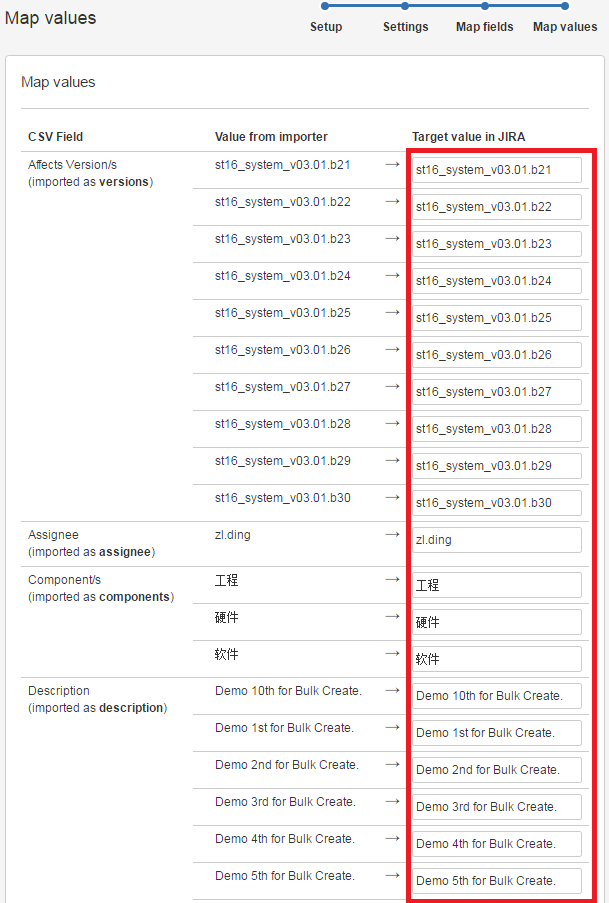 Map values
Setup Settings Map fields Map values
Map values
CSV Field Value from importer Target value in JIRA
Affects Version/s st16_system_v03.01.b21 → st16_system_v03.01.b21
(imported as versions)
st16_system_v03.01.b22 → st16_system_v03.01.b22
st16_system_v03.01.b23 → st16_system_v03.01.b23
st16_system_v03.01.b24 → st16_system_v03.01.b24
st16_system_v03.01.b25 → st16_system_v03.01.b25
st16_system_v03.01.b26 → st16_system_v03.01.b26
st16_system_v03.01.b27 → st16_system_v03.01.b27
st16_system_v03.01.b28 → st16_system_v03.01.b28
st16_system_v03.01.b29 → st16_system_v03.01.b29
st16_system_v03.01.b30 → st16_system_v03.01.b30
Assignee zl.ding → zl.ding
(imported as assignee)
Component/s 工程 → 工程
(imported as components)
硬件 → 硬件
软件 → 软件
Description Demo 10th for Bulk Create. → Demo 10th for Bulk Create.
(imported as description)
Demo 1st for Bulk Create. → Demo 1st for Bulk Create.
Demo 2nd for Bulk Create. → Demo 2nd for Bulk Create.
Demo 3rd for Bulk Create. → Demo 3rd for Bulk Create.
Demo 4th for Bulk Create. → Demo 4th for Bulk Create.
Demo 5th for Bulk Create. → Demo 5th for Bulk Create.